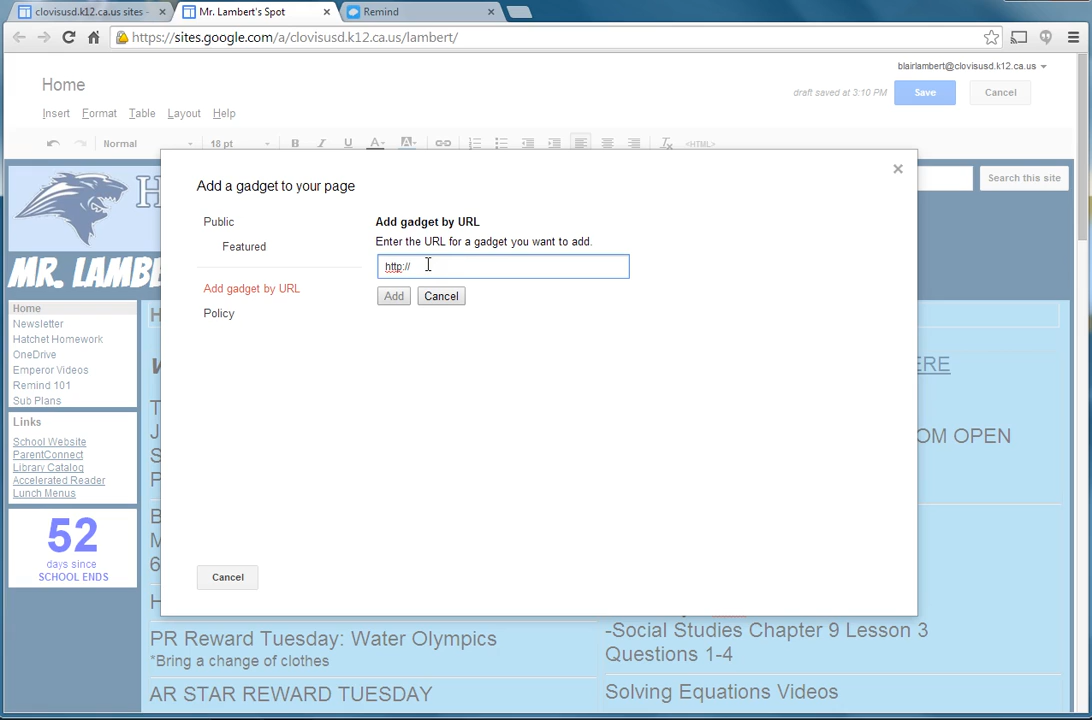 clovisusd.k12.ca.us sites -
Mr. Lambert's Spot
Remind
https://sites.google.com/a/clovisusd.k12.ca.us/lambert/
blairlambert@clovisusd.k12.ca.us
Home
draft saved at 3:10 PM
Save
Cancel
Insert Format Table Layout Help
Normal 18 pt B I U A A <HTML>
Search this site
MR. LAMBE
Home
Newsletter
Hatchet Homework
OneDrive
Emperor Videos
Remind 101
Sub Plans
Links
School Website
ParentConnect
Library Catalog
Accelerated Reader
Lunch Menus
52
days since
SCHOOL ENDS
Add a gadget to your page
Public
Featured
Add gadget by URL
Policy
Add gadget by URL
Enter the URL for a gadget you want to add.
http://
Add Cancel
Cancel
ERE
OM OPEN
PR Reward Tuesday: Water Olympics
*Bring a change of clothes
AR STAR REWARD TUESDAY
-Social Studies Chapter 9 Lesson 3
Questions 1-4
Solving Equations Videos